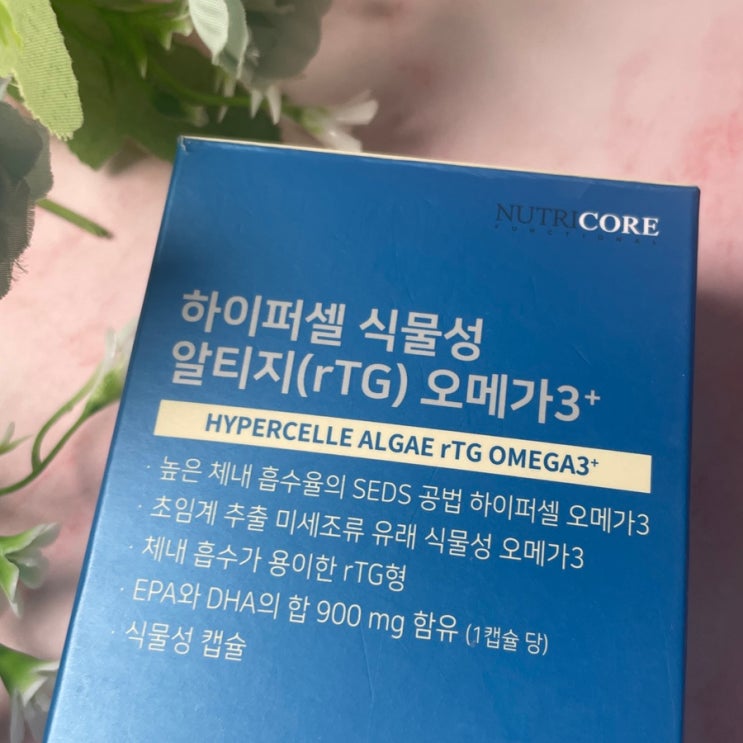 NUTRICORE
FUNCTIONAL
하이퍼셀 식물성
알티지(rTG) 오메가3⁺
HYPERCELLE ALGAE rTG OMEGA3⁺
· 높은 체내 흡수율의 SEDS 공법 하이퍼셀 오메가3
· 초임계 추출 미세조류 유래 식물성 오메가3
· 체내 흡수가 용이한 rTG형
· EPA와 DHA의 합 900 mg 함유 (1캡슐 당)
· 식물성 캡슐